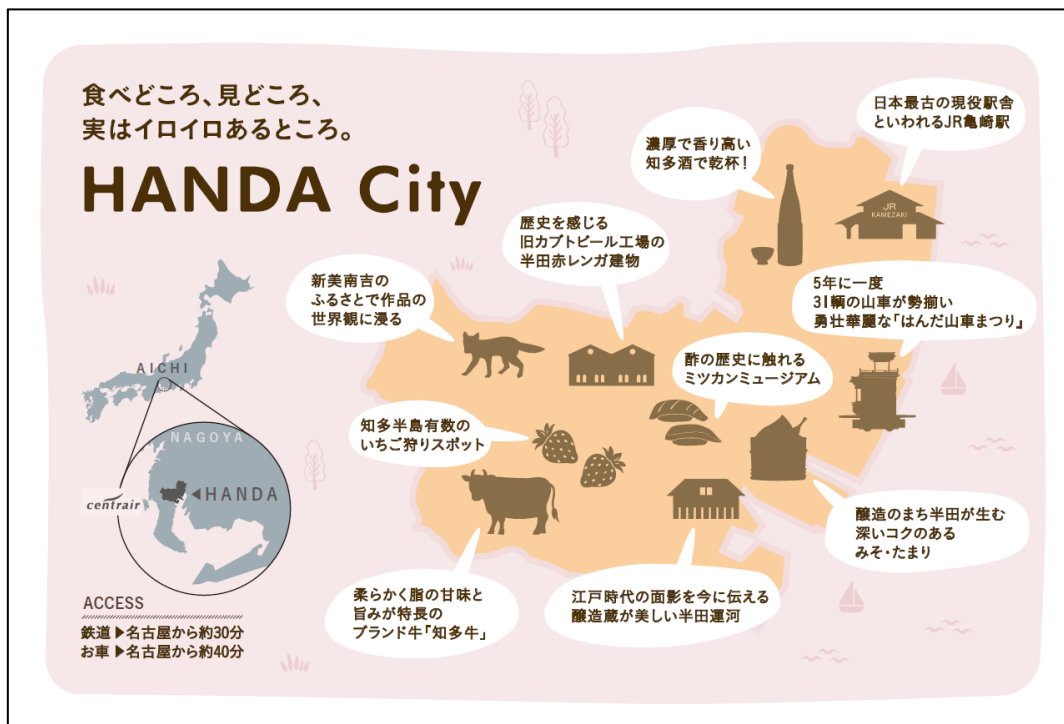 食べどころ、見どころ、
実はイロイロあるところ。
HANDA City
日本最古の現役駅舎
といわれるJR亀崎駅
濃厚で香り高い
知多酒で乾杯!
JR
KAMEZAKI
歴史を感じる
旧カブトビール工場の
半田赤レンガ建物
新美南吉の
ふるさとで作品の
世界観に浸る
5年に一度
31輌の山車が勢揃い
勇壮華麗な「はんだ山車まつり」
酢の歴史に触れる
ミツカンミュージアム
AICHI
知多半島有数の
いちご狩りスポット
NAGOYA
HANDA
centrair
醸造のまち半田が生む
深いコクのある
みそ・たまり
柔らかく脂の甘味と
旨みが特長の
ブランド牛「知多牛」
江戸時代の面影を今に伝える
醸造蔵が美しい半田運河
ACCESS
鉄道▶名古屋から約30分
お車▶名古屋から約40分